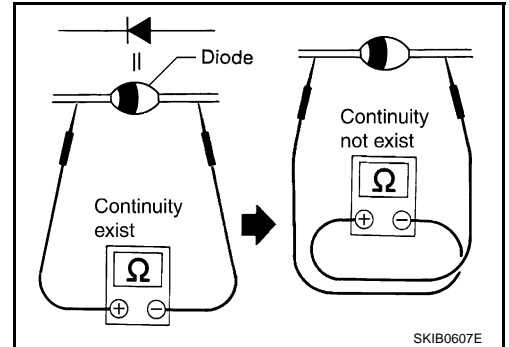 Diode
Continuity
exist
Ω
+ −
Continuity
not exist
Ω
+ −
SKIB0607E